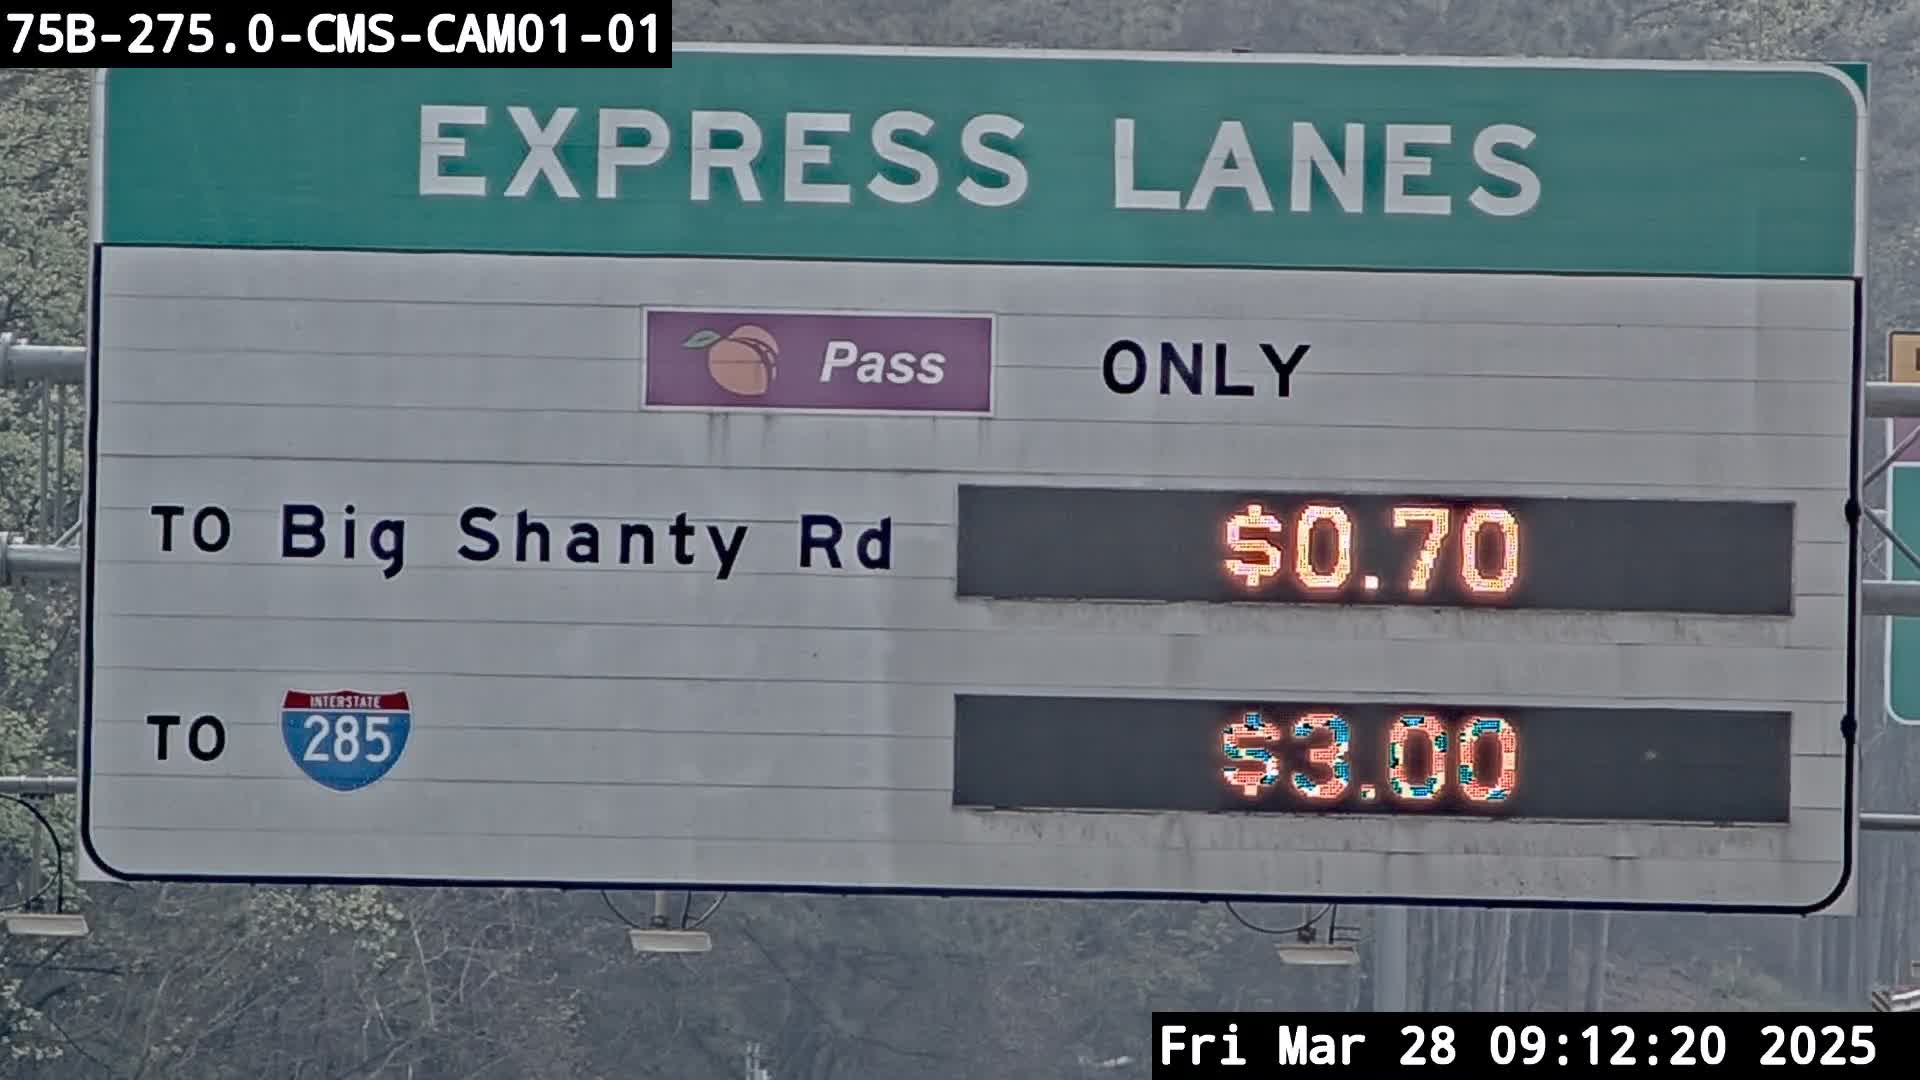 75B-275.0-CMS-CAM01-01
EXPRESS LANES
Pass ONLY
TO Big Shanty Rd $0.70
INTERSTATE
TO 285 $3.00
Fri Mar 28 09:12:20 2025